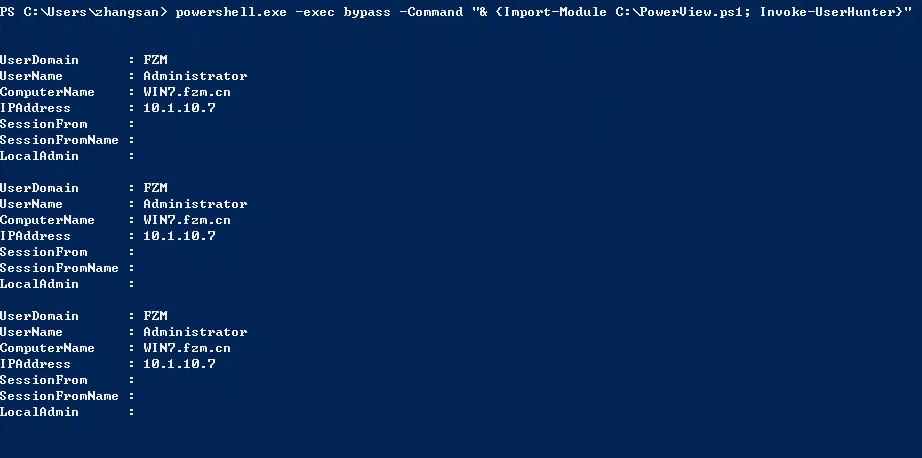 PS C:\Users\zhangsan> powershell.exe -exec bypass -Command "& {Import-Module C:\PowerView.ps1; Invoke-UserHunter}"
UserDomain : FZM
UserName : Administrator
ComputerName : WIN7.fzm.cn
IPAddress : 10.1.10.7
SessionFrom :
SessionFromName :
LocalAdmin :
UserDomain : FZM
UserName : Administrator
ComputerName : WIN7.fzm.cn
IPAddress : 10.1.10.7
SessionFrom :
SessionFromName :
LocalAdmin :
UserDomain : FZM
UserName : Administrator
ComputerName : WIN7.fzm.cn
IPAddress : 10.1.10.7
SessionFrom :
SessionFromName :
LocalAdmin :